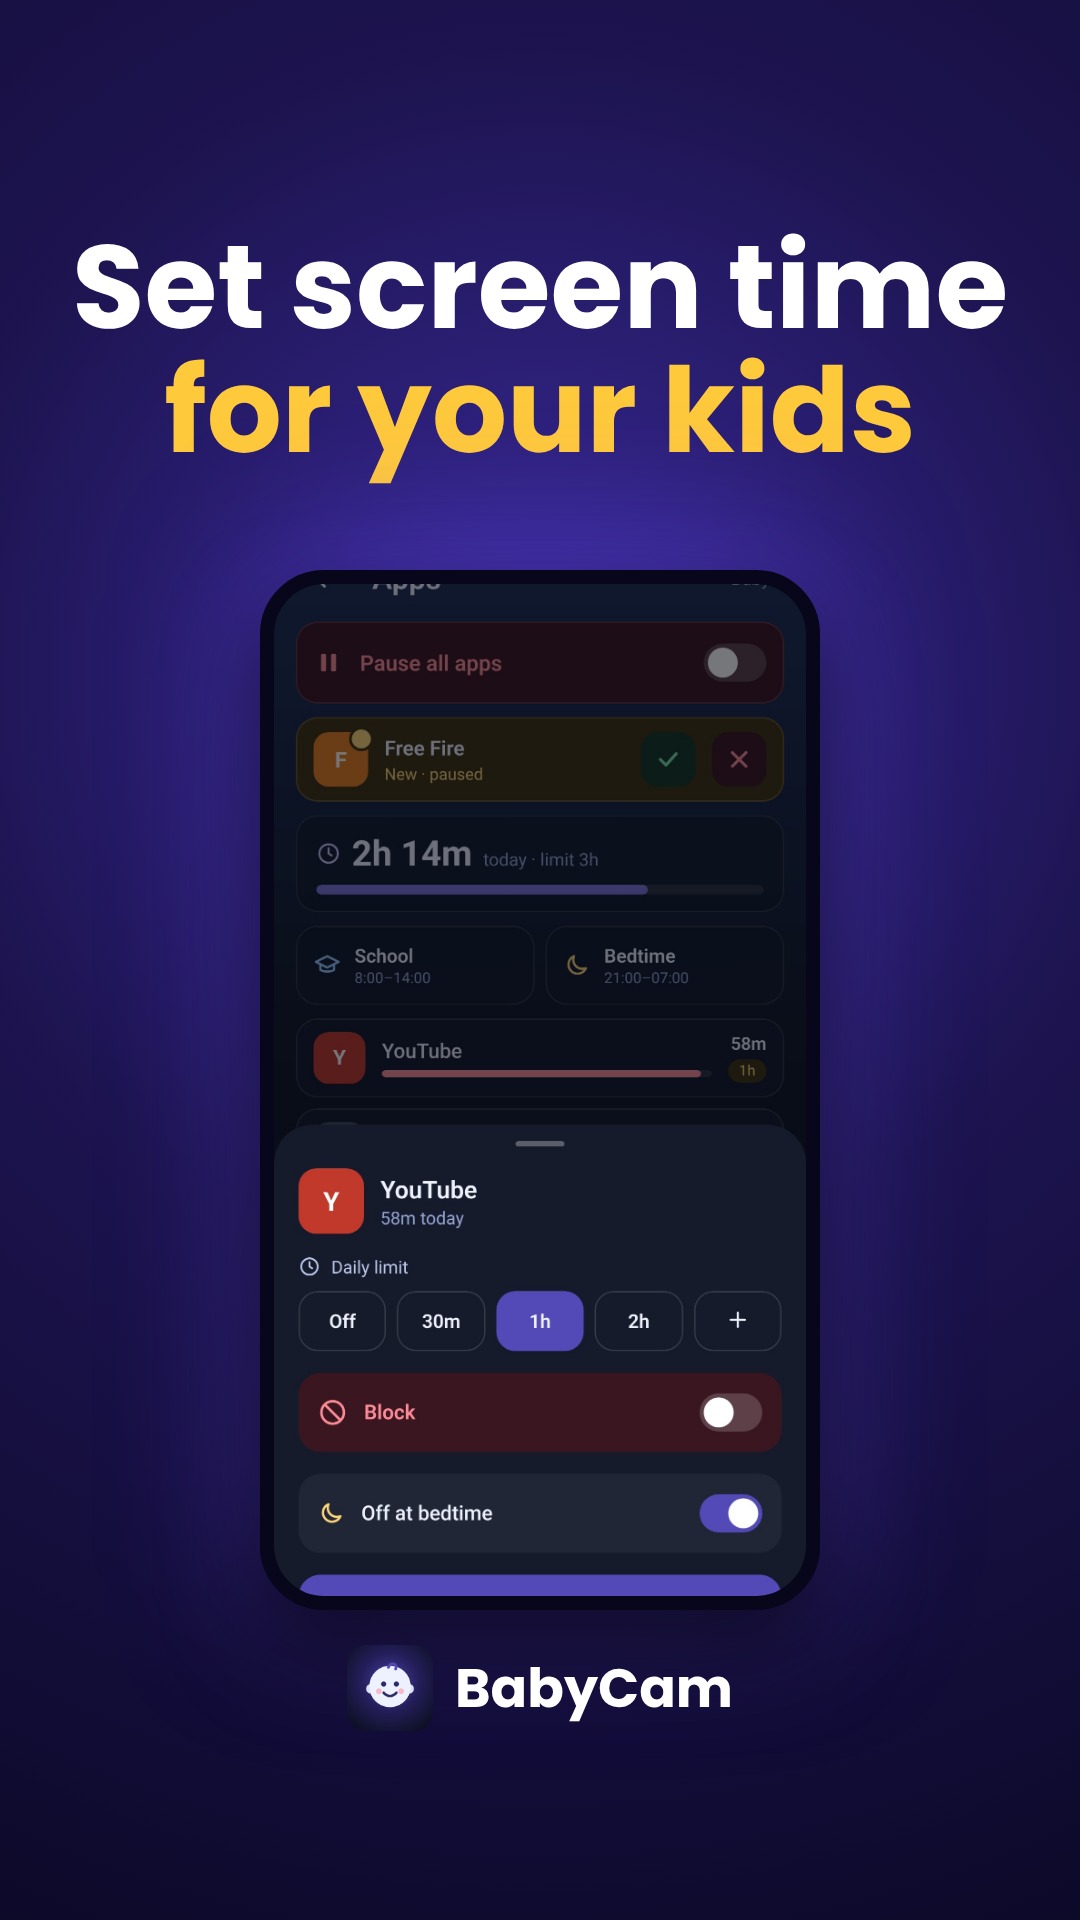 Set screen time
for your kids
Apps
Pause all apps
F
Free Fire
New · paused
2h 14m today · limit 3h
School
8:00–14:00
Bedtime
21:00–07:00
Y
YouTube
58m
1h
Y
YouTube
58m today
Daily limit
Off
30m
1h
2h
+
Block
Off at bedtime
BabyCam